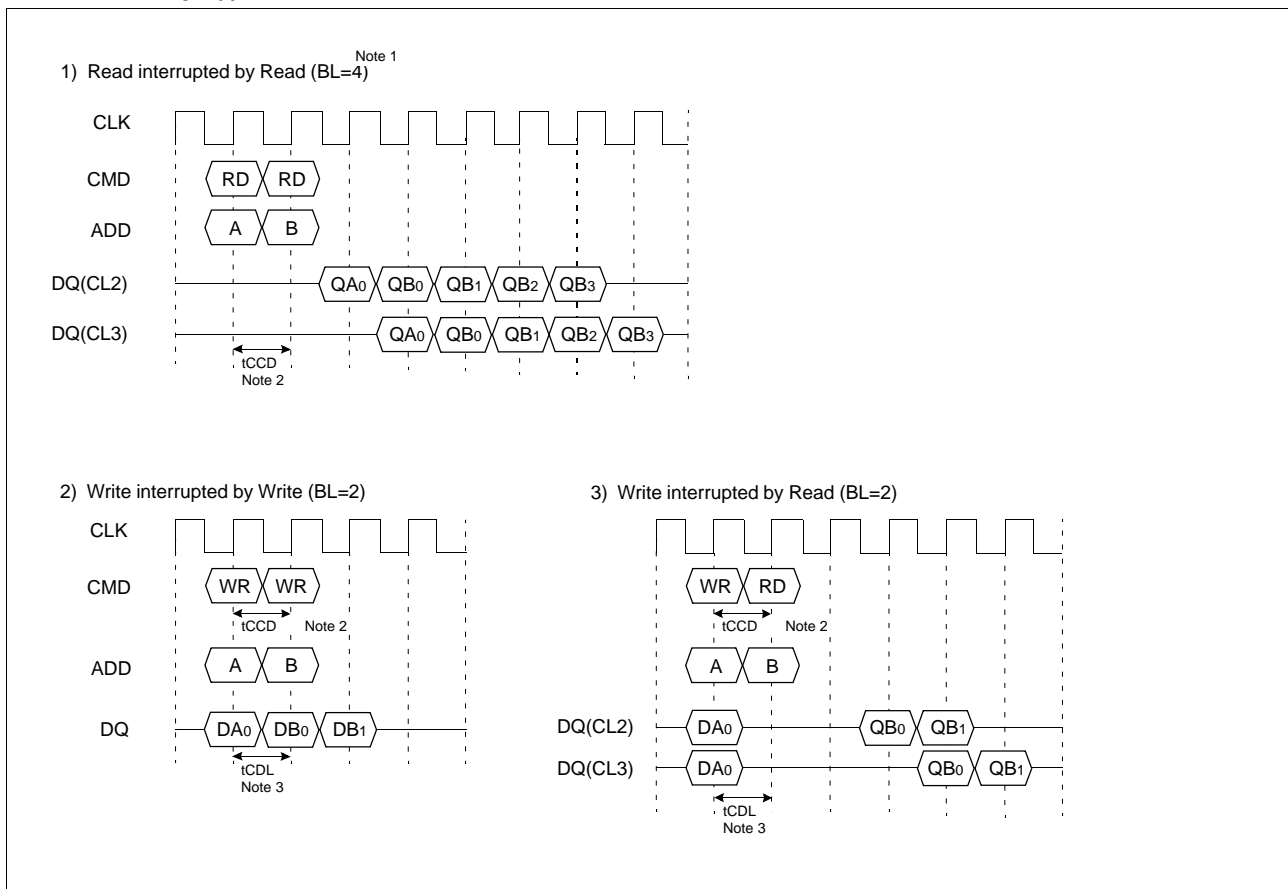 1) Read interrupted by Read (BL=4) Note 1
CLK
CMD RD RD
ADD A B
DQ(CL2) QA0 QB0 QB1 QB2 QB3
DQ(CL3) QA0 QB0 QB1 QB2 QB3
tCCD
Note 2
2) Write interrupted by Write (BL=2)
CLK
CMD WR WR
tCCD Note 2
ADD A B
DQ DA0 DB0 DB1
tCDL
Note 3
3) Write interrupted by Read (BL=2)
WR RD
tCCD Note 2
A B
DQ(CL2) DA0 QB0 QB1
DQ(CL3) DA0 QB0 QB1
tCDL
Note 3